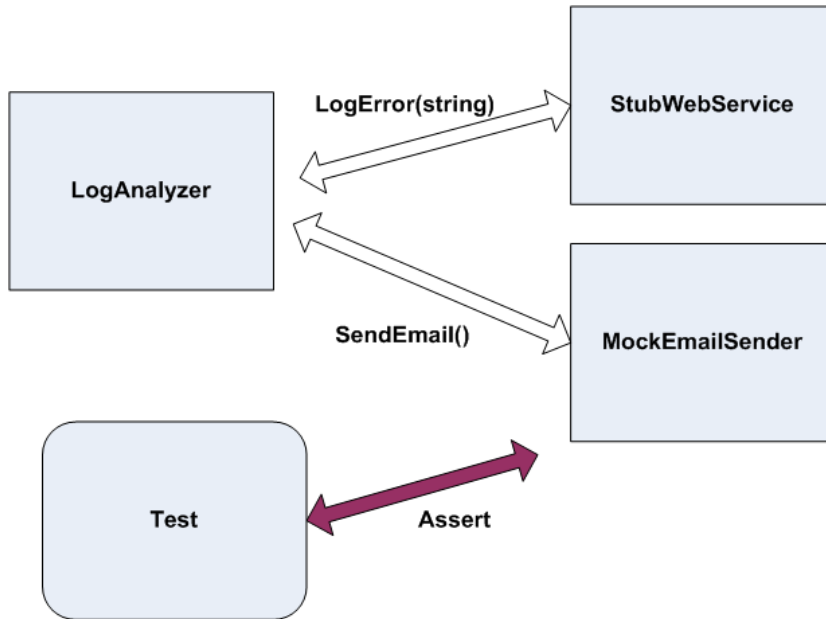 LogError(string)
StubWebService
LogAnalyzer
SendEmail()
MockEmailSender
Test
Assert